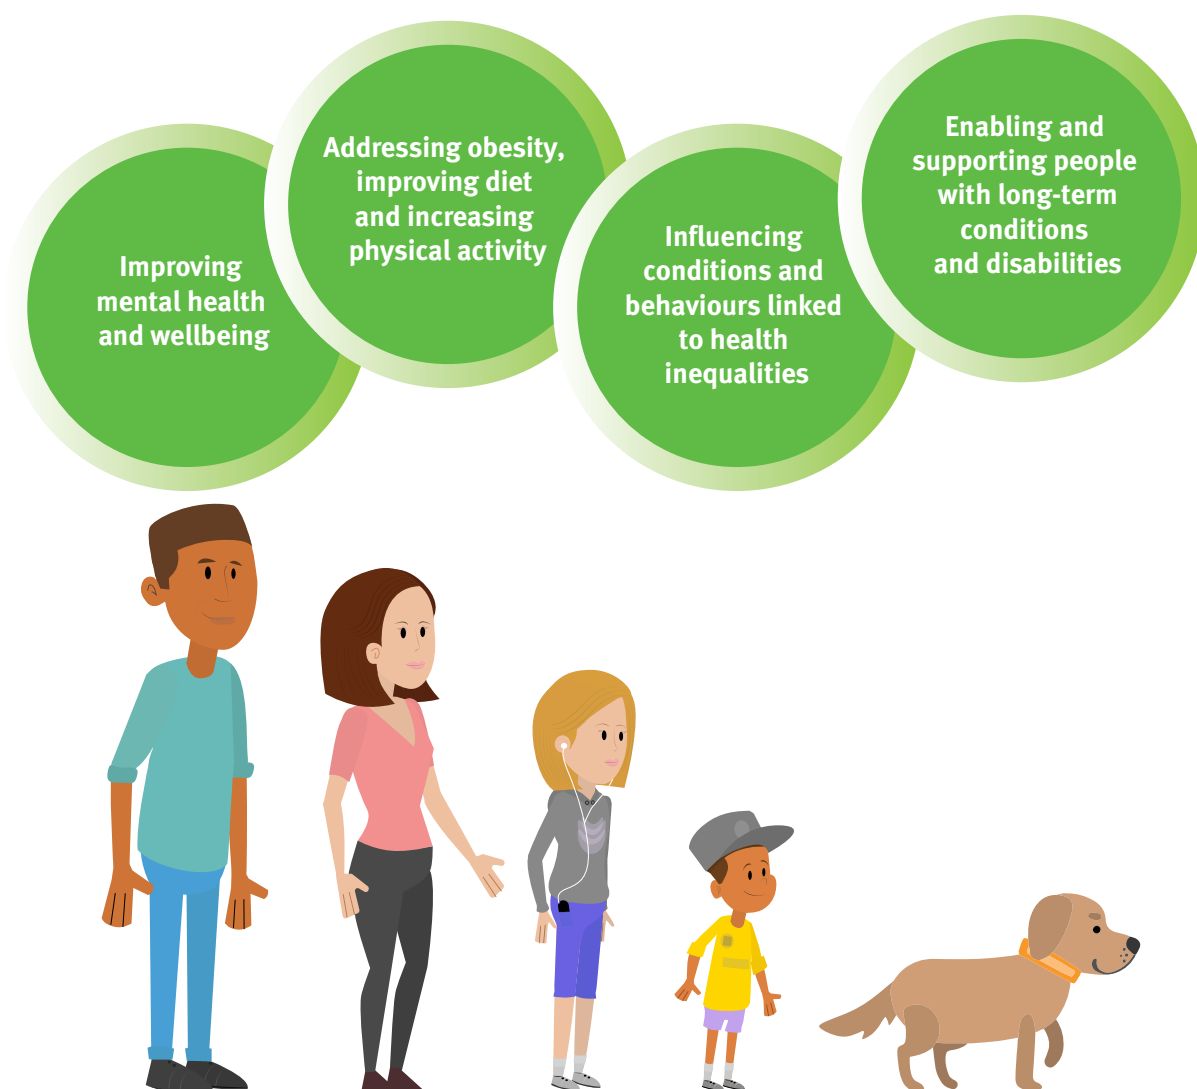 Improving
mental health
and wellbeing
Addressing obesity,
improving diet
and increasing
physical activity
Influencing
conditions and
behaviours linked
to health
inequalities
Enabling and
supporting people
with long-term
conditions
and disabilities